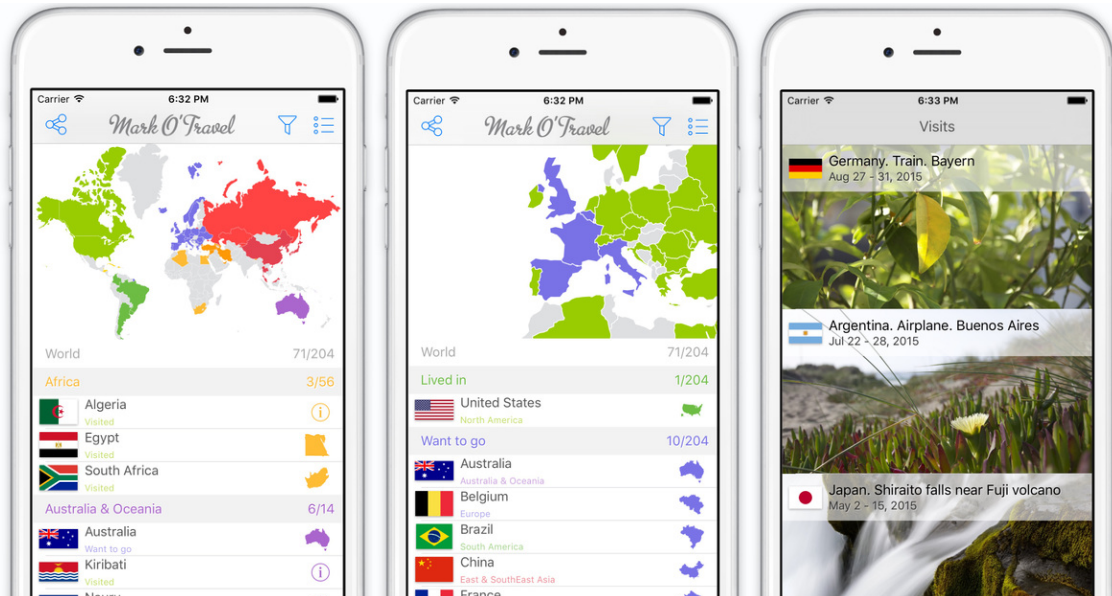 Carrier 6:32 PM
Mark O'Travel
World 71/204
Africa 3/56
Algeria
Visited
Egypt
Visited
South Africa
Visited
Australia & Oceania 6/14
Australia
Want to go
Kiribati
Visited
Nauru
Carrier 6:32 PM
Mark O'Travel
World 71/204
Lived in 1/204
United States
North America
Want to go 10/204
Australia
Australia & Oceania
Belgium
Europe
Brazil
South America
China
East & SouthEast Asia
France
Carrier 6:33 PM
Visits
Germany. Train. Bayern
Aug 27 - 31, 2015
Argentina. Airplane. Buenos Aires
Jul 22 - 28, 2015
Japan. Shiraito falls near Fuji volcano
May 2 - 15, 2015